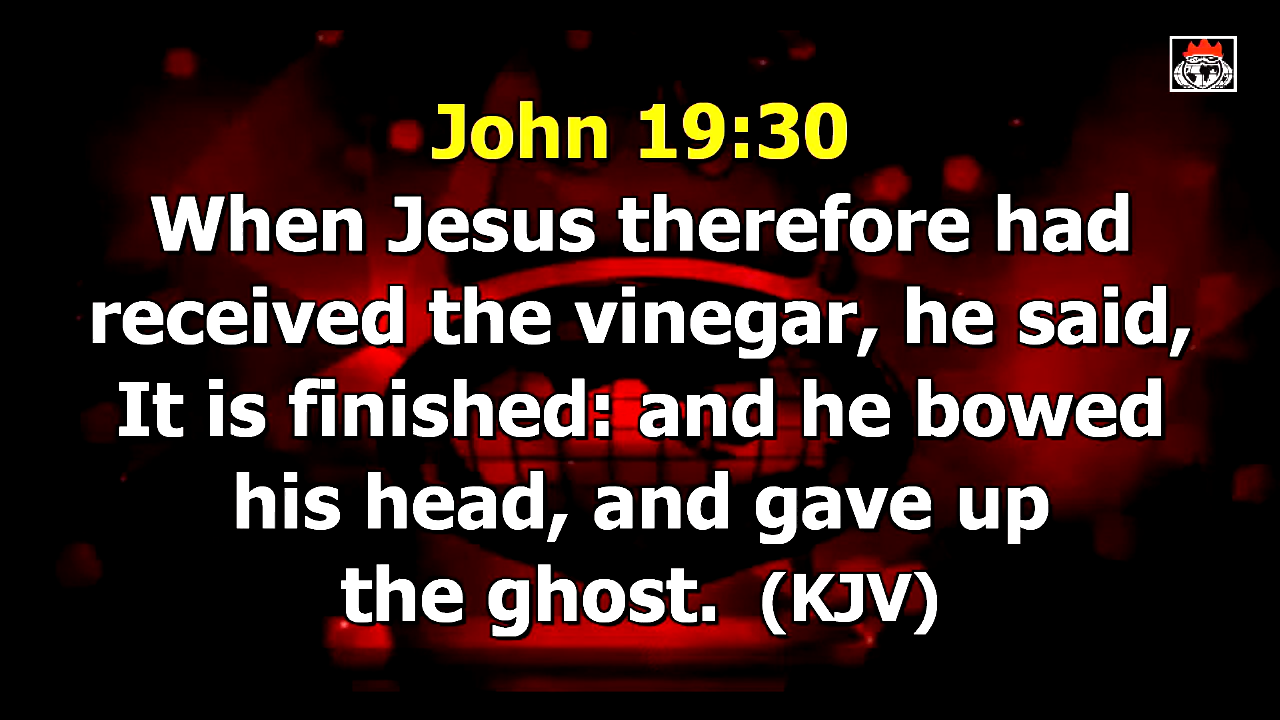 John 19:30
When Jesus therefore had
received the vinegar, he said,
It is finished: and he bowed
his head, and gave up
the ghost. (KJV)